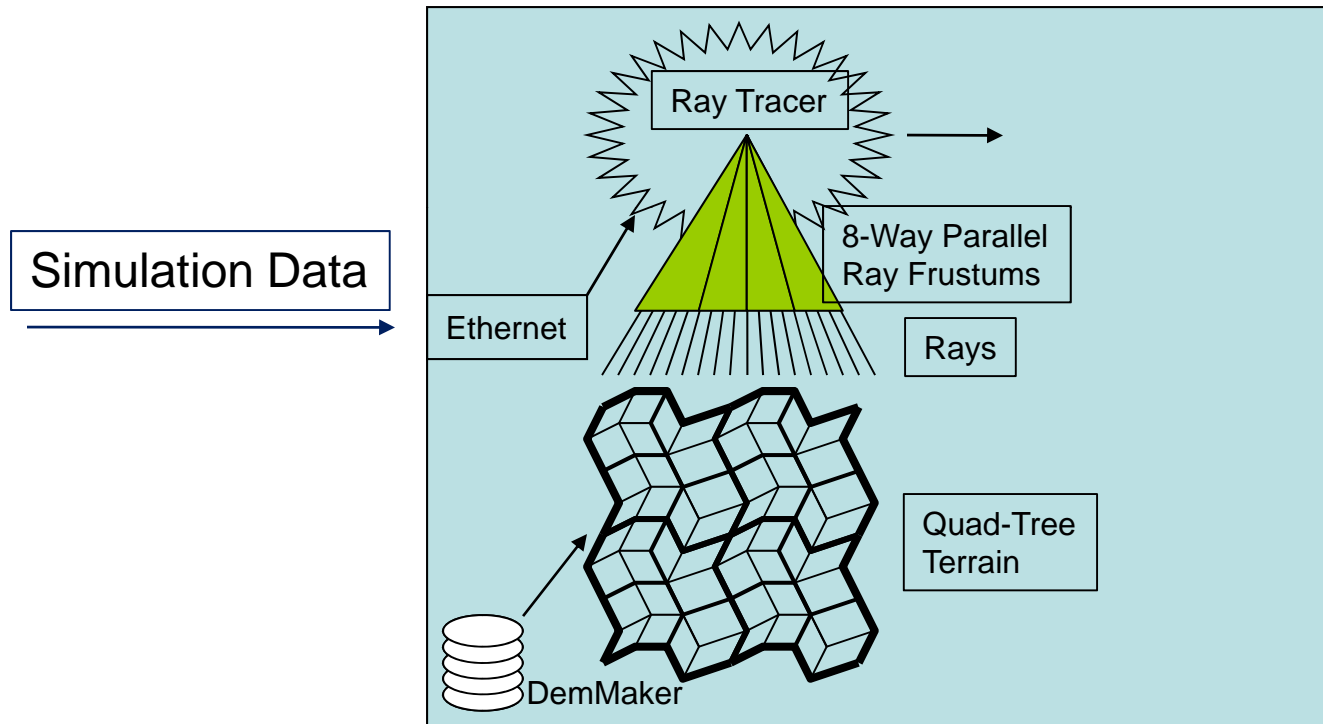 Ray Tracer
8-Way Parallel
Ray Frustums
Simulation Data
Ethernet
Rays
Quad-Tree
Terrain
DemMaker